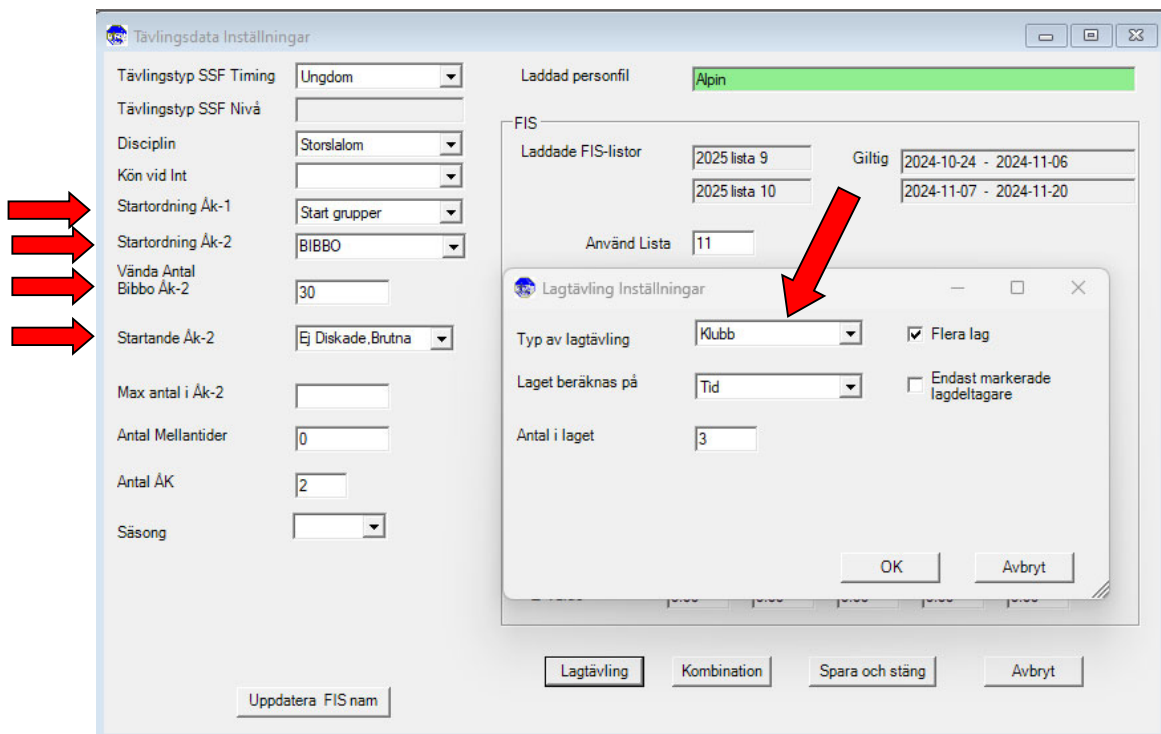 Tävlingsdata Inställningar
Tävlingstyp SSF Timing
Ungdom
Tävlingstyp SSF Nivå
Disciplin
Storslalom
Kön vid Int
Startordning Åk-1
Start grupper
Startordning Åk-2
BIBBO
Vända Antal
Bibbo Åk-2
30
Startande Åk-2
Ej Diskade,Brutna
Max antal i Åk-2
Antal Mellantider
0
Antal ÅK
2
Säsong
Uppdatera FIS nam
Laddad personfil
Alpin
FIS
Laddade FIS-listor
2025 lista 9
Giltig
2024-10-24 - 2024-11-06
2025 lista 10
2024-11-07 - 2024-11-20
Använd Lista
11
Lagtävling Inställningar
Typ av lagtävling
Klubb
Flera lag
Laget beräknas på
Tid
Endast markerade
lagdeltagare
Antal i laget
3
OK
Avbryt
Lagtävling
Kombination
Spara och stäng
Avbryt